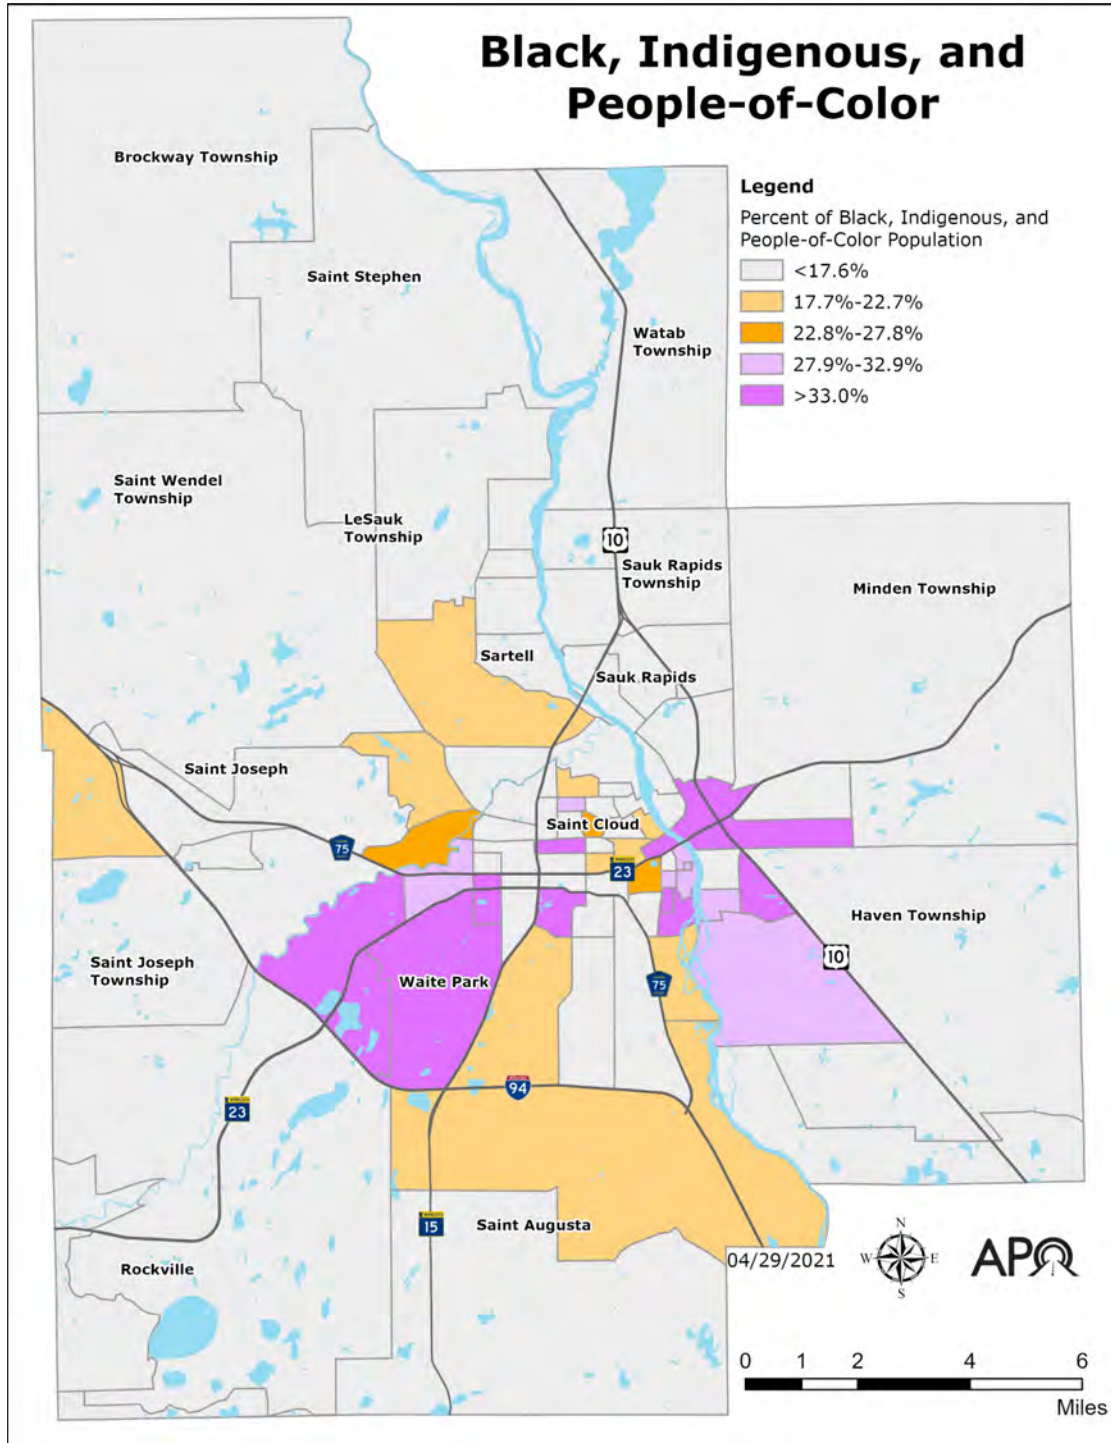 Black, Indigenous, and
People-of-Color
Legend
Percent of Black, Indigenous, and
People-of-Color Population
<17.6%
17.7%-22.7%
22.8%-27.8%
27.9%-32.9%
>33.0%
Brockway Township
Saint Stephen
Watab
Township
Saint Wendel
Township
LeSauk
Township
10
Sauk Rapids
Township
Minden Township
Sartell
Sauk Rapids
Saint Joseph
Saint Cloud
75
23
Haven Township
10
Saint Joseph
Township
Waite Park
75
94
23
15
Saint Augusta
Rockville
04/29/2021
N
W
E
S
APO
0
1
2
4
6
Miles